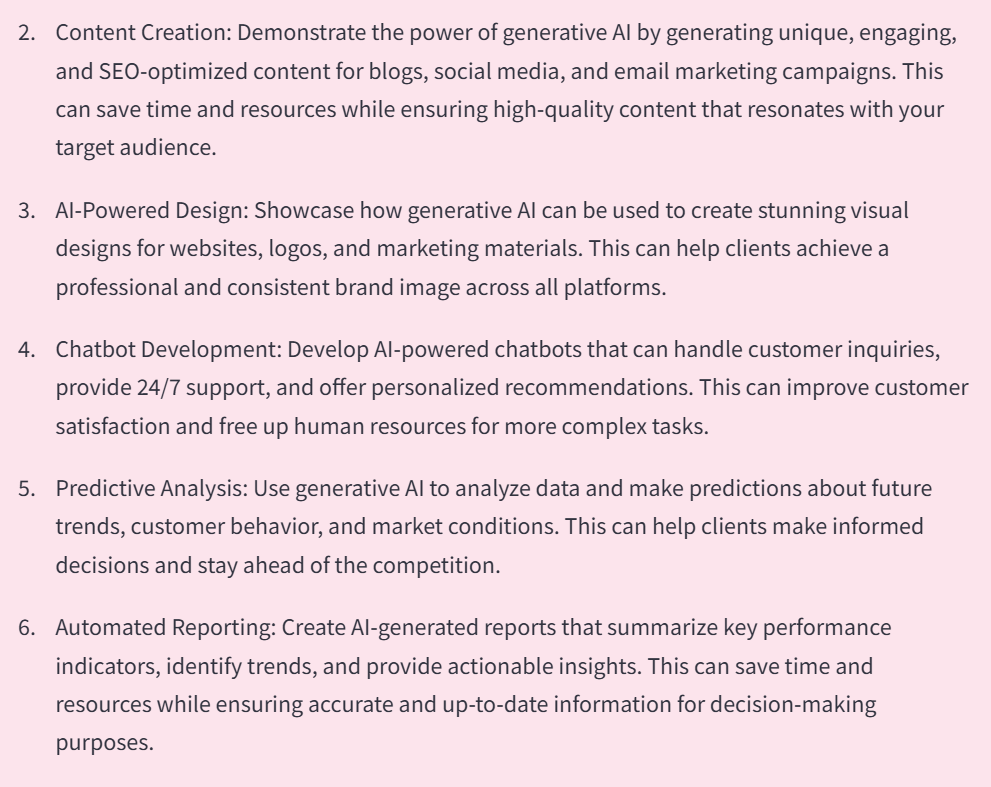 2. Content Creation: Demonstrate the power of generative AI by generating unique, engaging,
and SEO-optimized content for blogs, social media, and email marketing campaigns. This
can save time and resources while ensuring high-quality content that resonates with your
target audience.
3. AI-Powered Design: Showcase how generative AI can be used to create stunning visual
designs for websites, logos, and marketing materials. This can help clients achieve a
professional and consistent brand image across all platforms.
4. Chatbot Development: Develop AI-powered chatbots that can handle customer inquiries,
provide 24/7 support, and offer personalized recommendations. This can improve customer
satisfaction and free up human resources for more complex tasks.
5. Predictive Analysis: Use generative AI to analyze data and make predictions about future
trends, customer behavior, and market conditions. This can help clients make informed
decisions and stay ahead of the competition.
6. Automated Reporting: Create AI-generated reports that summarize key performance
indicators, identify trends, and provide actionable insights. This can save time and
resources while ensuring accurate and up-to-date information for decision-making
purposes.